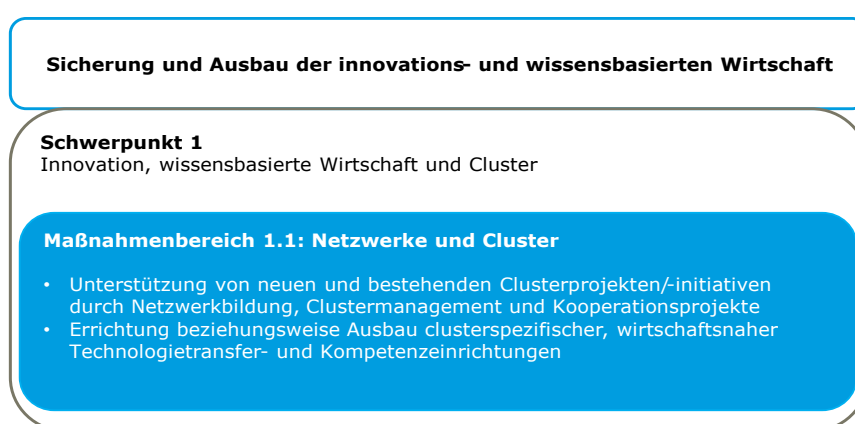 Sicherung und Ausbau der innovations- und wissensbasierten Wirtschaft
Schwerpunkt 1
Innovation, wissensbasierte Wirtschaft und Cluster
Maßnahmenbereich 1.1: Netzwerke und Cluster
• Unterstützung von neuen und bestehenden Clusterprojekten/-initiativen
durch Netzwerkbildung, Clustermanagement und Kooperationsprojekte
• Errichtung beziehungsweise Ausbau clusterspezifischer, wirtschaftsnaher
Technologietransfer- und Kompetenzeinrichtungen